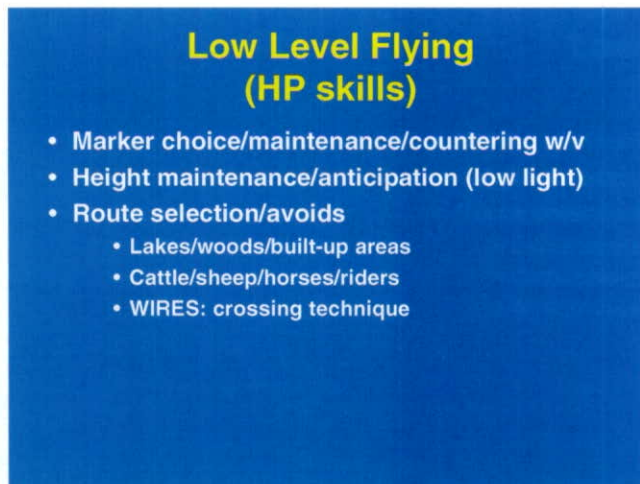 Low Level Flying
(HP skills)
• Marker choice/maintenance/countering w/v
• Height maintenance/anticipation (low light)
• Route selection/avoids
• Lakes/woods/built-up areas
• Cattle/sheep/horses/riders
• WIRES: crossing technique